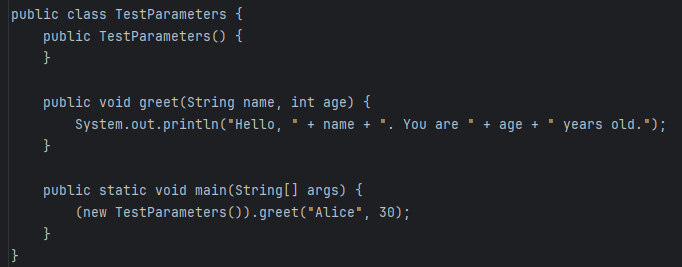 public class TestParameters {
    public TestParameters() {
    }

    public void greet(String name, int age) {
        System.out.println("Hello, " + name + ". You are " + age + " years old.");
    }

    public static void main(String[] args) {
        (new TestParameters()).greet("Alice", 30);
    }
}